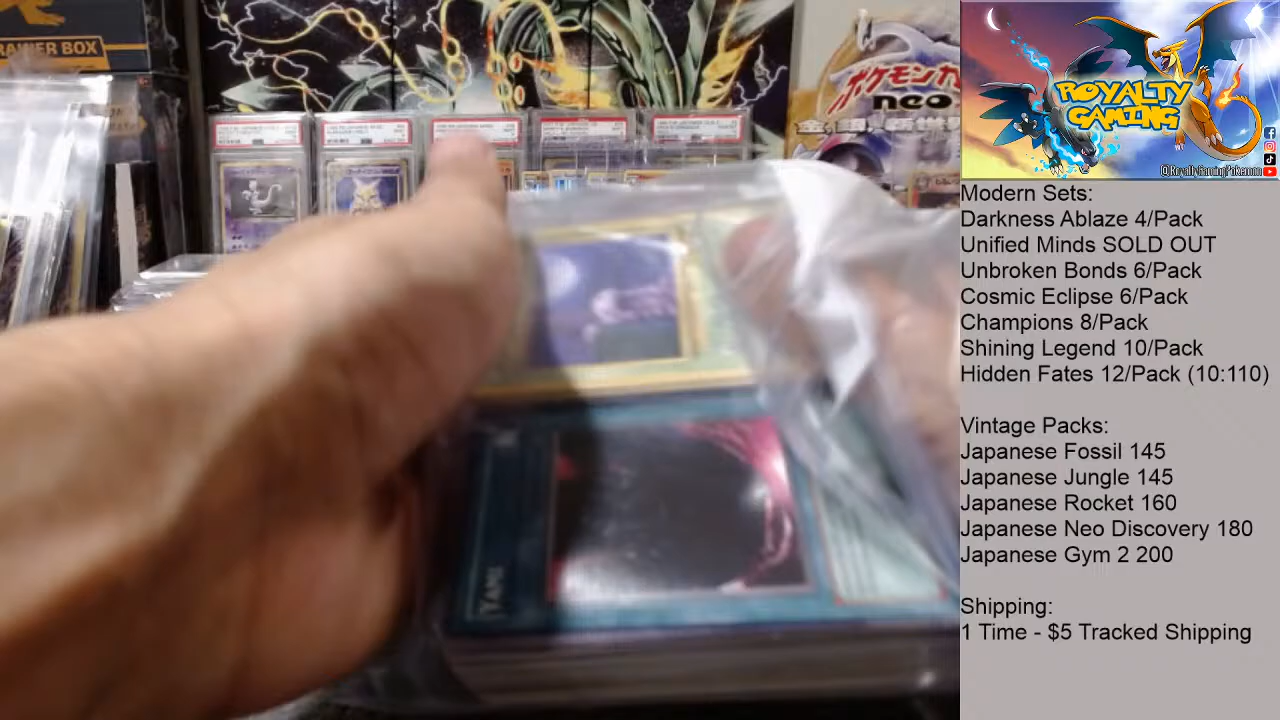 RAINER BOX
ポケモンカ
neo
ROYALTY
GAMING
@RoyaltyGamingPokemon
Modern Sets:
Darkness Ablaze 4/Pack
Unified Minds SOLD OUT
Unbroken Bonds 6/Pack
Cosmic Eclipse 6/Pack
Champions 8/Pack
Shining Legend 10/Pack
Hidden Fates 12/Pack (10:110)
Vintage Packs:
Japanese Fossil 145
Japanese Jungle 145
Japanese Rocket 160
Japanese Neo Discovery 180
Japanese Gym 2 200
Shipping:
1 Time - $5 Tracked Shipping
YAMI